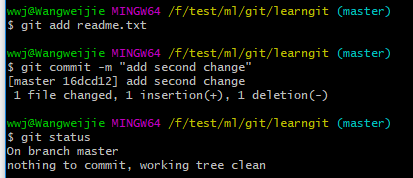 wwj@Wangweijie MINGW64 /f/test/ml/git/learngit (master)
$ git add readme.txt
wwj@Wangweijie MINGW64 /f/test/ml/git/learngit (master)
$ git commit -m "add second change"
[master 16dcd12] add second change
 1 file changed, 1 insertion(+), 1 deletion(-)
wwj@Wangweijie MINGW64 /f/test/ml/git/learngit (master)
$ git status
On branch master
nothing to commit, working tree clean